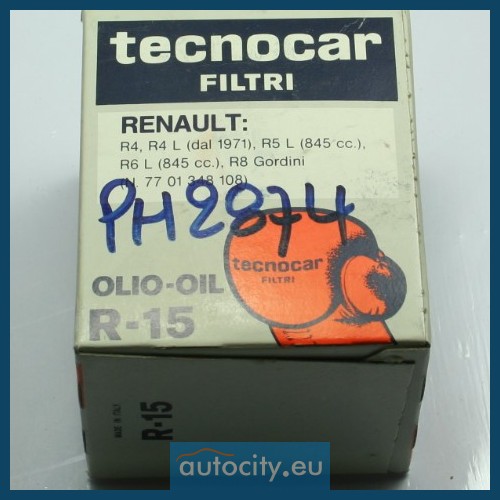 tecnocar
FILTRI
RENAULT:
R4, R4 L (dal 1971), R5 L (845 cc.),
R6 L (845 cc.), R8 Gordini
(N. 77 01 348 108)
PH2874
tecnocar
FILTRI
OLIO-OIL
R-15
MADE IN ITALY
R-15
autocity.eu